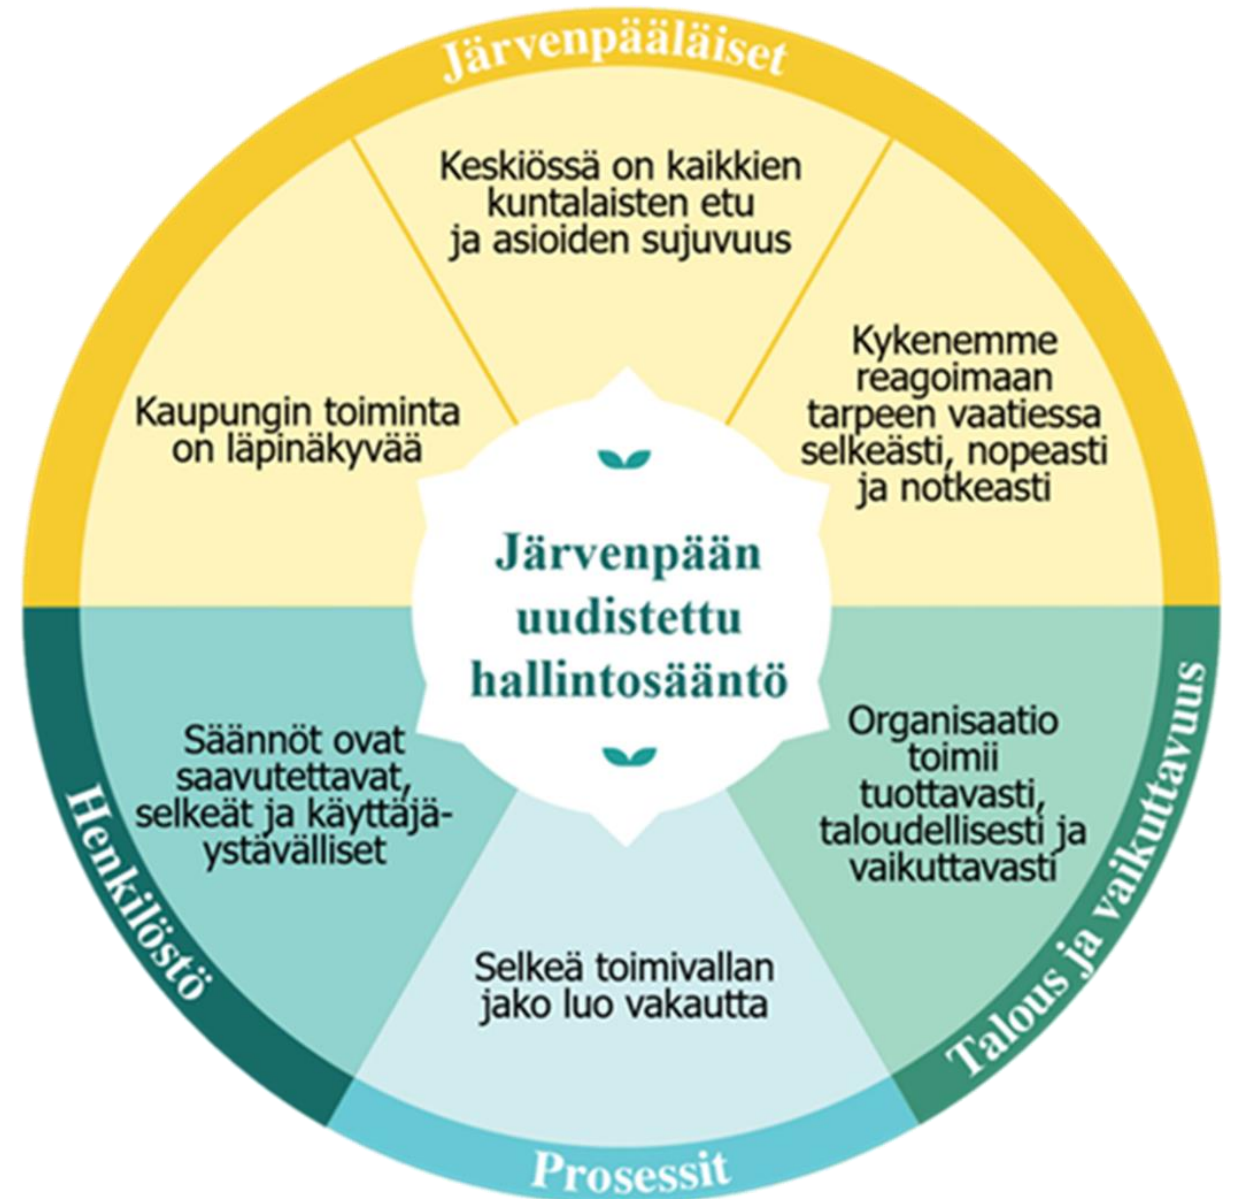 Järvenpääläiset
Keskiössä on kaikkien
kuntalaisten etu
ja asioiden sujuvuus
Kykenemme
reagoimaan
tarpeen vaatiessa
selkeästi, nopeasti
ja notkeasti
Kaupungin toiminta
on läpinäkyvää
Järvenpään
uudistettu
hallintosääntö
Organisaatio
toimii
tuottavasti,
taloudellisesti ja
vaikuttavasti
Talous ja vaikuttavuus
Säännöt ovat
saavutettavat,
selkeät ja käyttäjä-
ystävälliset
Henkilöstö
Selkeä toimivallan
jako luo vakautta
Prosessit